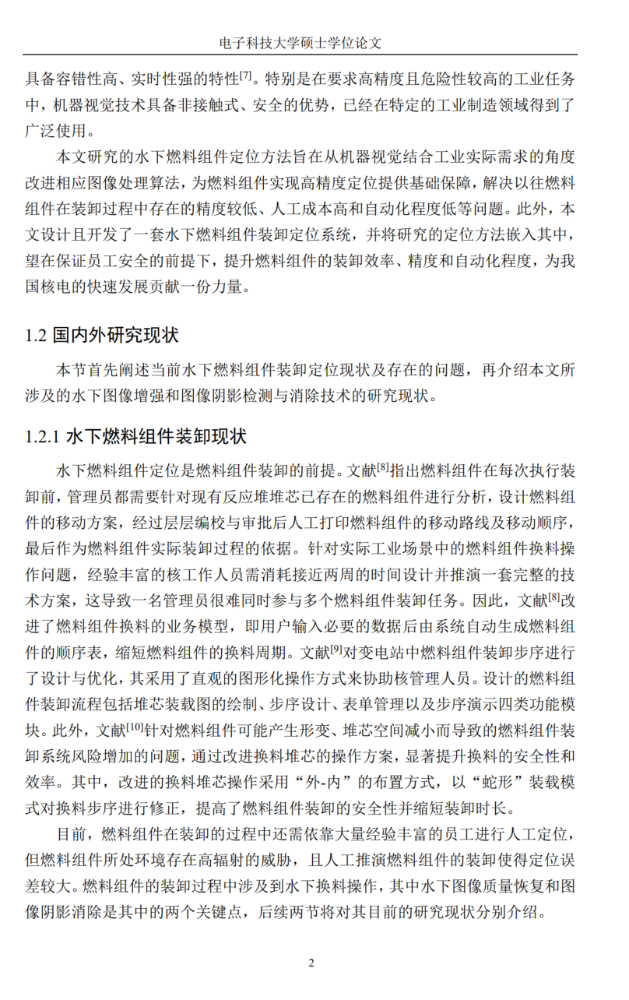 电子科技大学硕士学位论文
具备容错性高、实时性强的特性[7]。特别是在要求高精度且危险性较高的工业任务
中，机器视觉技术具备非接触式、安全的优势，已经在特定的工业制造领域得到了
广泛使用。
本文研究的水下燃料组件定位方法旨在从机器视觉结合工业实际需求的角度
改进相应图像处理算法，为燃料组件实现高精度定位提供基础保障，解决以往燃料
组件在装卸过程中存在的精度较低、人工成本高和自动化程度低等问题。此外，本
文设计且开发了一套水下燃料组件装卸定位系统，并将研究的定位方法嵌入其中，
望在保证员工安全的前提下，提升燃料组件的装卸效率、精度和自动化程度，为我
国核电的快速发展贡献一份力量。
1.2 国内外研究现状
本节首先阐述当前水下燃料组件装卸定位现状及存在的问题，再介绍本文所
涉及的水下图像增强和图像阴影检测与消除技术的研究现状。
1.2.1 水下燃料组件装卸现状
水下燃料组件定位是燃料组件装卸的前提。文献[8]指出燃料组件在每次执行装
卸前，管理员都需要针对现有反应堆堆芯已存在的燃料组件进行分析，设计燃料组
件的移动方案，经过层层编校与审批后人工打印燃料组件的移动路线及移动顺序，
最后作为燃料组件实际装卸过程的依据。针对实际工业场景中的燃料组件换料操
作问题，经验丰富的核工作人员需消耗接近两周的时间设计并推演一套完整的技
术方案，这导致一名管理员很难同时参与多个燃料组件装卸任务。因此，文献[8]改
进了燃料组件换料的业务模型，即用户输入必要的数据后由系统自动生成燃料组
件的顺序表，缩短燃料组件的换料周期。文献[9]对变电站中燃料组件装卸步序进行
了设计与优化，其采用了直观的图形化操作方式来协助核管理人员。设计的燃料组
件装卸流程包括堆芯装载图的绘制、步序设计、表单管理以及步序演示四类功能模
块。此外，文献[10]针对燃料组件可能产生形变、堆芯空间减小而导致的燃料组件装
卸系统风险增加的问题，通过改进换料堆芯的操作方案，显著提升换料的安全性和
效率。其中，改进的换料堆芯操作采用“外-内”的布置方式，以“蛇形”装载模
式对换料步序进行修正，提高了燃料组件装卸的安全性并缩短装卸时长。
目前，燃料组件在装卸的过程中还需依靠大量经验丰富的员工进行人工定位，
但燃料组件所处环境存在高辐射的威胁，且人工推演燃料组件的装卸使得定位误
差较大。燃料组件的装卸过程中涉及到水下换料操作，其中水下图像质量恢复和图
像阴影消除是其中的两个关键点，后续两节将对其目前的研究现状分别介绍。
2